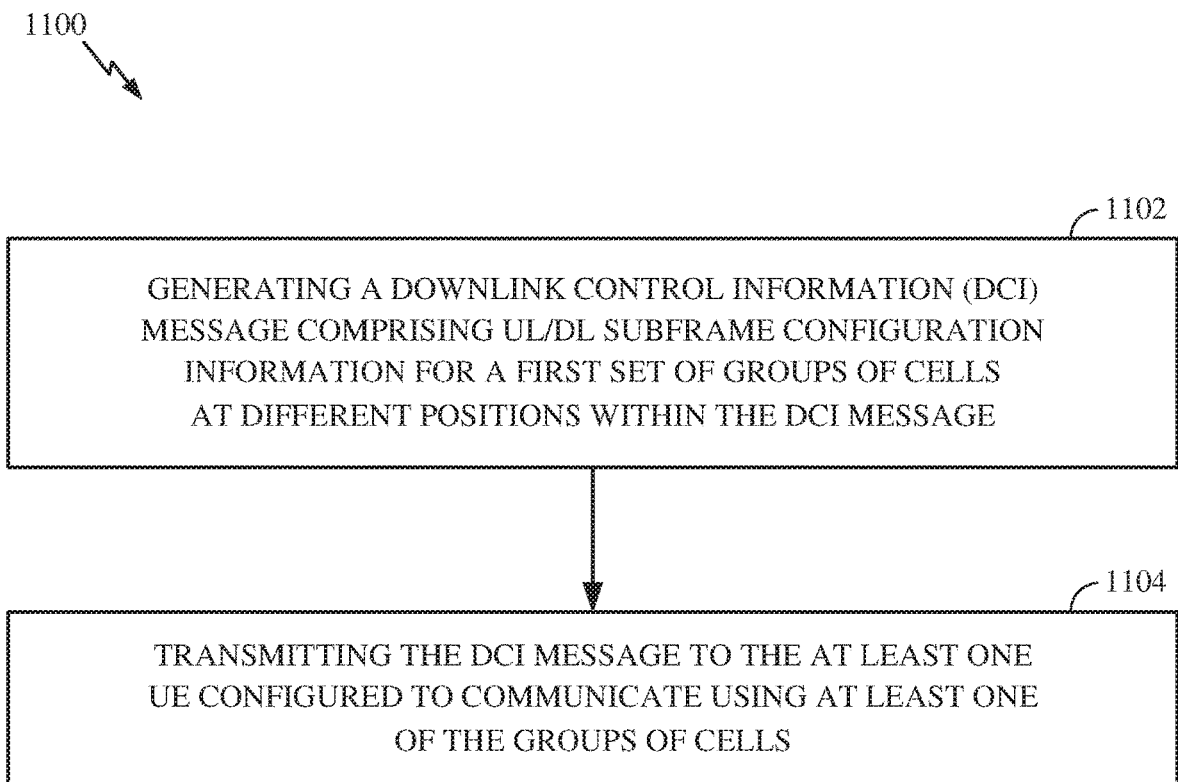 1100
1102
GENERATING A DOWNLINK CONTROL INFORMATION (DCI)
MESSAGE COMPRISING UL/DL SUBFRAME CONFIGURATION
INFORMATION FOR A FIRST SET OF GROUPS OF CELLS
AT DIFFERENT POSITIONS WITHIN THE DCI MESSAGE
1104
TRANSMITTING THE DCI MESSAGE TO THE AT LEAST ONE
UE CONFIGURED TO COMMUNICATE USING AT LEAST ONE
OF THE GROUPS OF CELLS